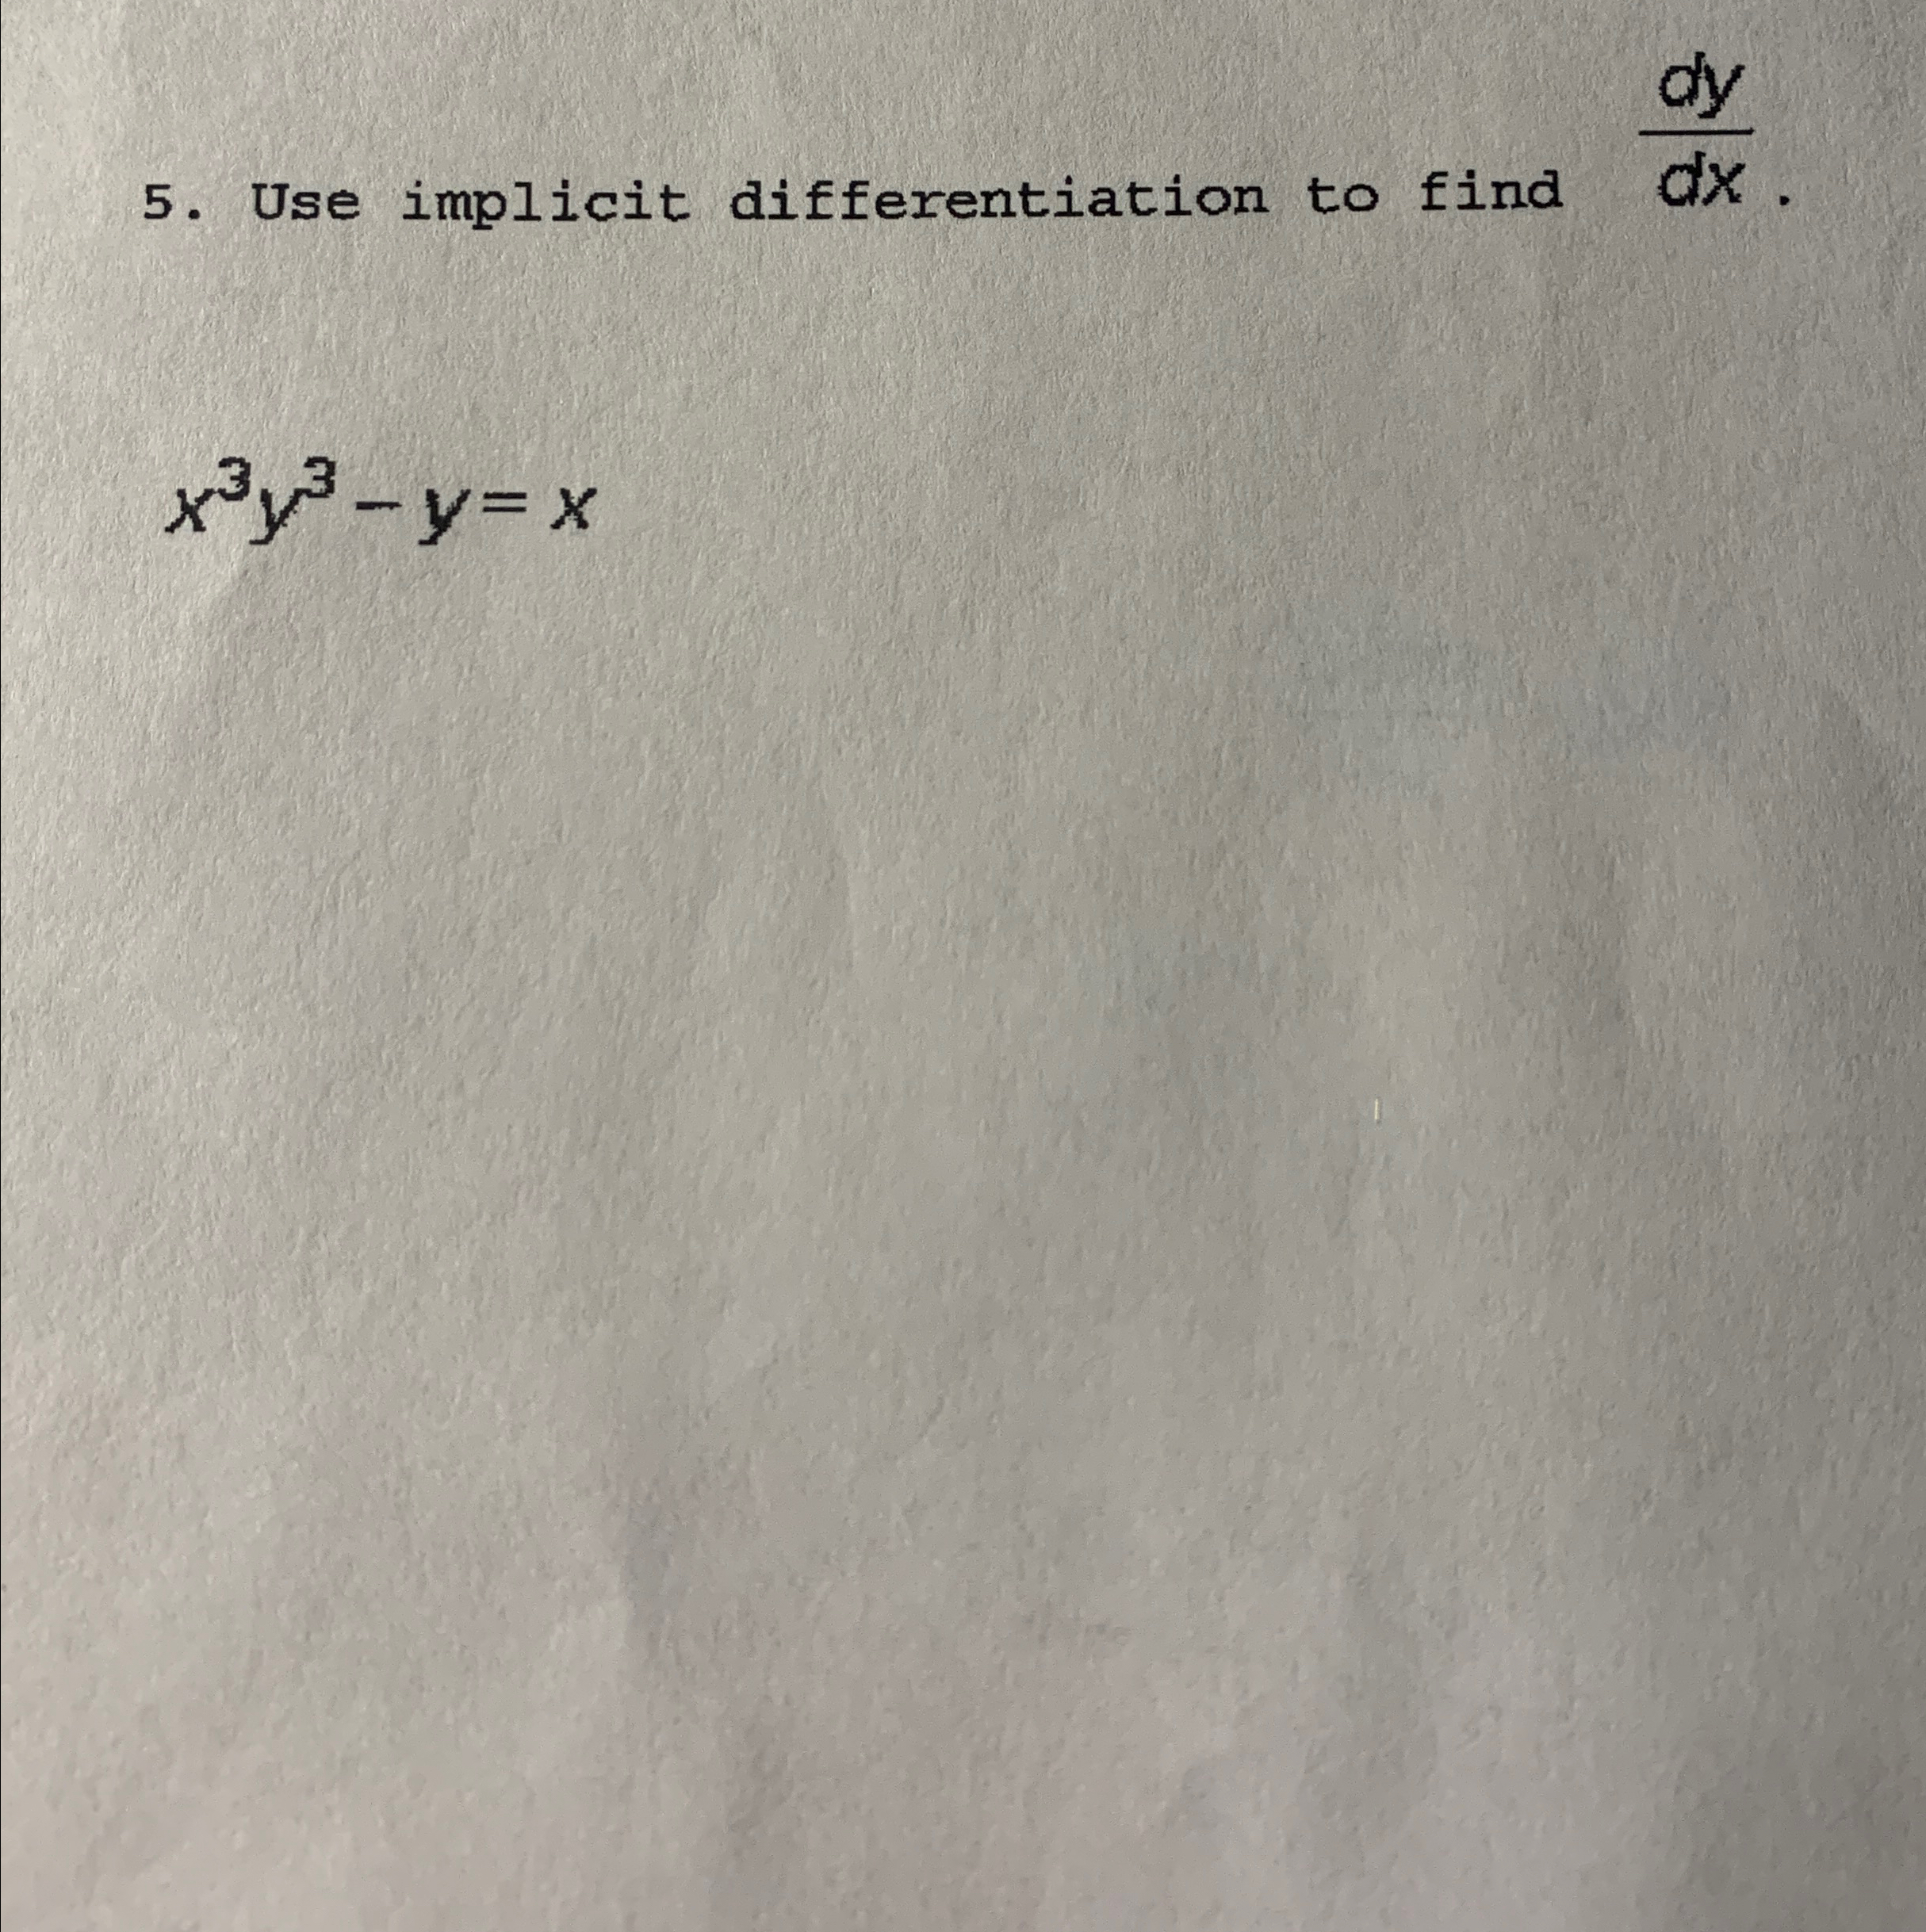 5. Use implicit differentiation to find dy/dx.
x³y³ – y = x